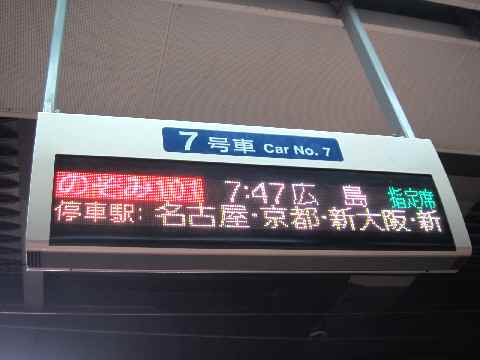 7号車 Car No. 7
のぞみ101 7:47 広島 指定席
停車駅: 名古屋・京都・新大阪・新